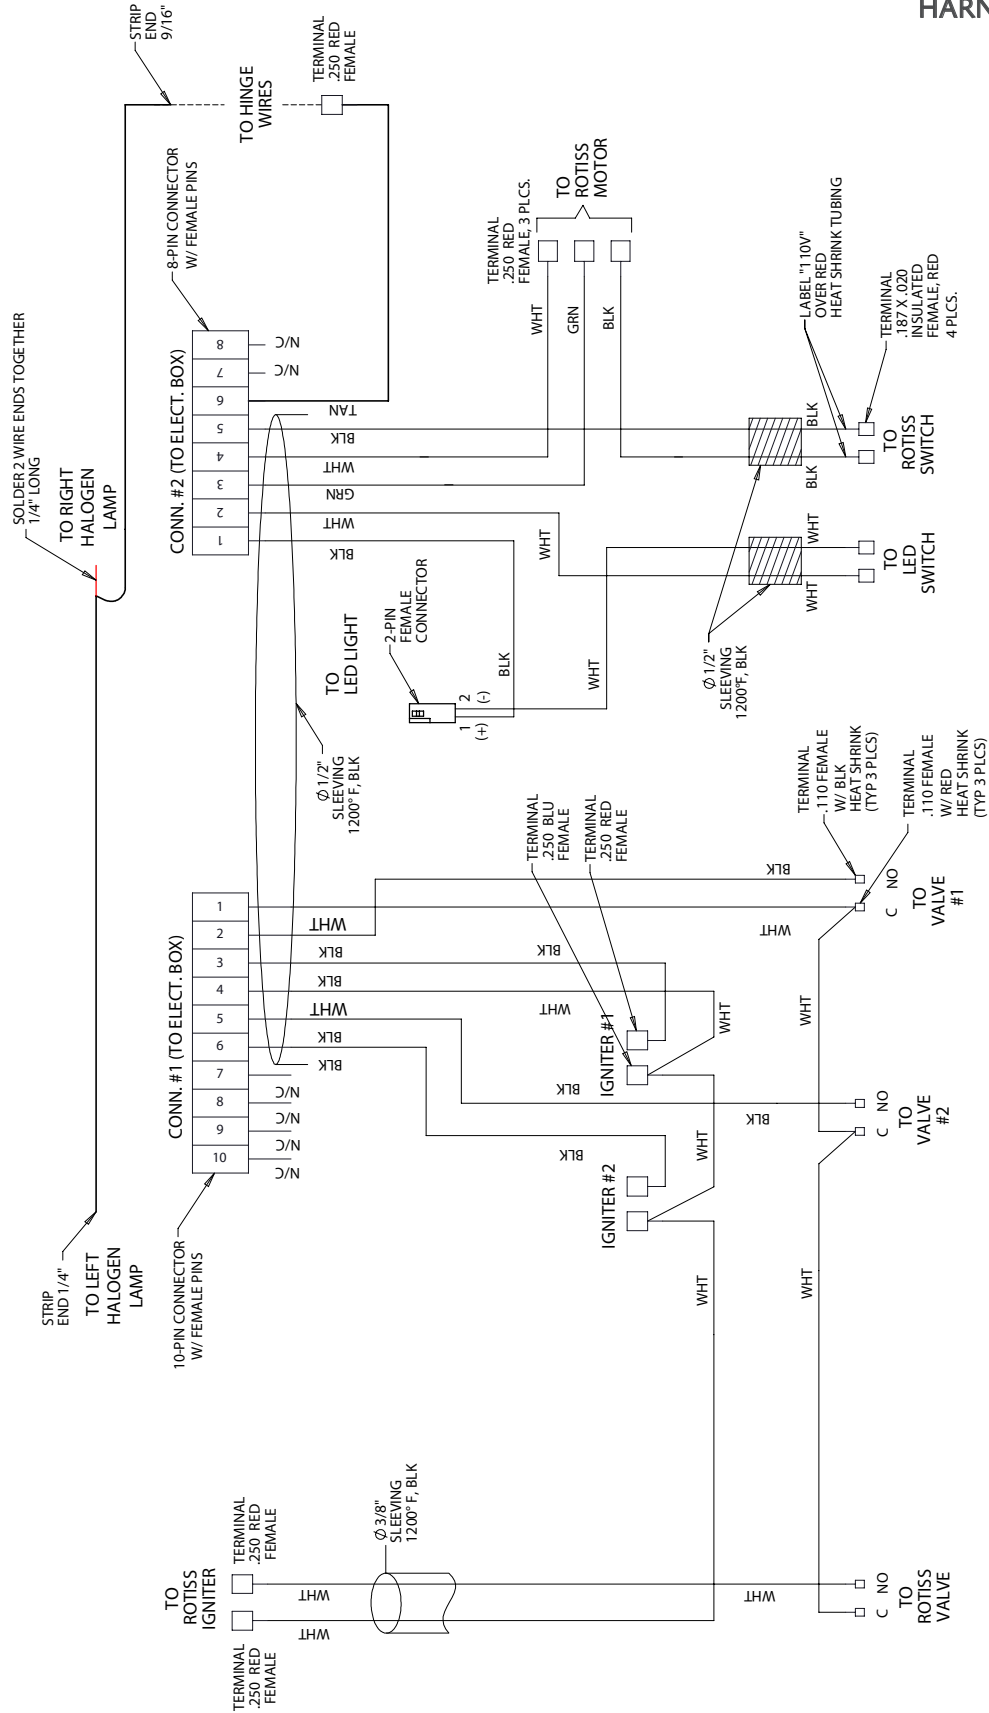 HARN
STRIP
END
9/16"
TERMINAL
.250 RED
FEMALE
TO HINGE
WIRES
8-PIN CONNECTOR
W/ FEMALE PINS
SOLDER 2 WIRE ENDS TOGETHER
1/4" LONG
TO RIGHT
HALOGEN
LAMP
CONN. #2 (TO ELECT. BOX)
8
7
6
5
4
3
2
1
N/C
N/C
TAN
BLK
WHT
GRN
WHT
BLK
TERMINAL
.250 RED
FEMALE, 3 PLCS.
TO
ROTISS
MOTOR
WHT
GRN
BLK
LABEL "110V"
OVER RED
HEAT SHRINK TUBING
TERMINAL
.187 X .020
INSULATED
FEMALE, RED
4 PLCS.
BLK
BLK
TO
ROTISS
SWITCH
WHT
WHT
WHT
TO
LED
SWITCH
Ø 1/2"
SLEEVING
1200°F, BLK
TO
LED LIGHT
2-PIN
FEMALE
CONNECTOR
2
(-)
1
(+)
BLK
WHT
Ø 1/2"
SLEEVING
1200° F, BLK
CONN. #1 (TO ELECT. BOX)
1
2
3
4
5
6
7
8
9
10
WHT
BLK
BLK
WHT
BLK
BLK
N/C
N/C
N/C
N/C
10-PIN CONNECTOR
W/ FEMALE PINS
STRIP
END 1/4"
TO LEFT
HALOGEN
LAMP
TERMINAL
.250 BLU
FEMALE
TERMINAL
.250 RED
FEMALE
BLK
WHT
IGNITER #1
WHT
BLK
BLK
WHT
BLK
IGNITER #2
WHT
TERMINAL
.110 FEMALE
W/ BLK
HEAT SHRINK
(TYP 3 PLCS)
TERMINAL
.110 FEMALE
W/ RED
HEAT SHRINK
(TYP 3 PLCS)
BLK
WHT
C NO
TO
VALVE
#1
WHT
C NO
TO
VALVE
#2
WHT
TO
ROTISS
IGNITER
TERMINAL
.250 RED
FEMALE
TERMINAL
.250 RED
FEMALE
WHT
WHT
Ø 3/8"
SLEEVING
1200° F, BLK
WHT
C NO
TO
ROTISS
VALVE